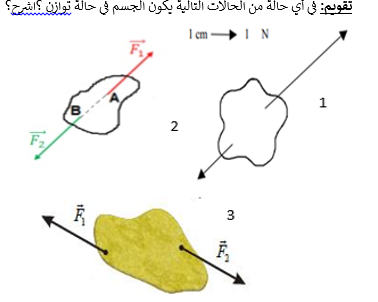 تقويم: في أي حالة من الحالات التالية يكون الجسم في حالة توازن ؟اشرح؟
1 cm → 1 N
F₁
A
B
F₂
1
2
3
F₁
F₂